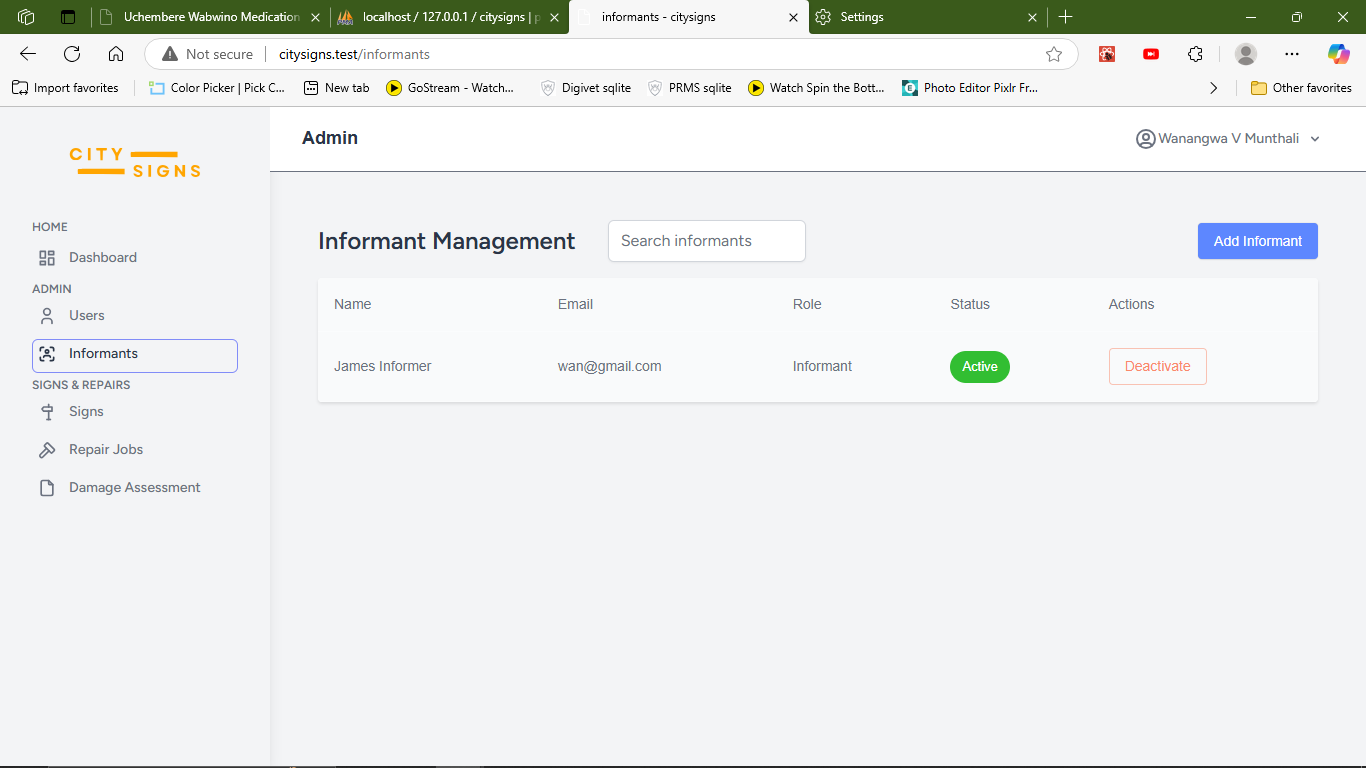 Uchembere Wabwino Medication
localhost / 127.0.0.1 / citysigns | p
informants - citysigns
Settings
Not secure
citysigns.test/informants
Import favorites
Color Picker | Pick C...
New tab
GoStream - Watch...
Digivet sqlite
PRMS sqlite
Watch Spin the Bott...
Photo Editor Pixlr Fr...
Other favorites
CITY
SIGNS
Admin
Wanangwa V Munthali
HOME
Dashboard
ADMIN
Users
Informants
SIGNS & REPAIRS
Signs
Repair Jobs
Damage Assessment
Informant Management
Search informants
Add Informant
Name Email Role Status Actions
James Informer wan@gmail.com Informant Active Deactivate